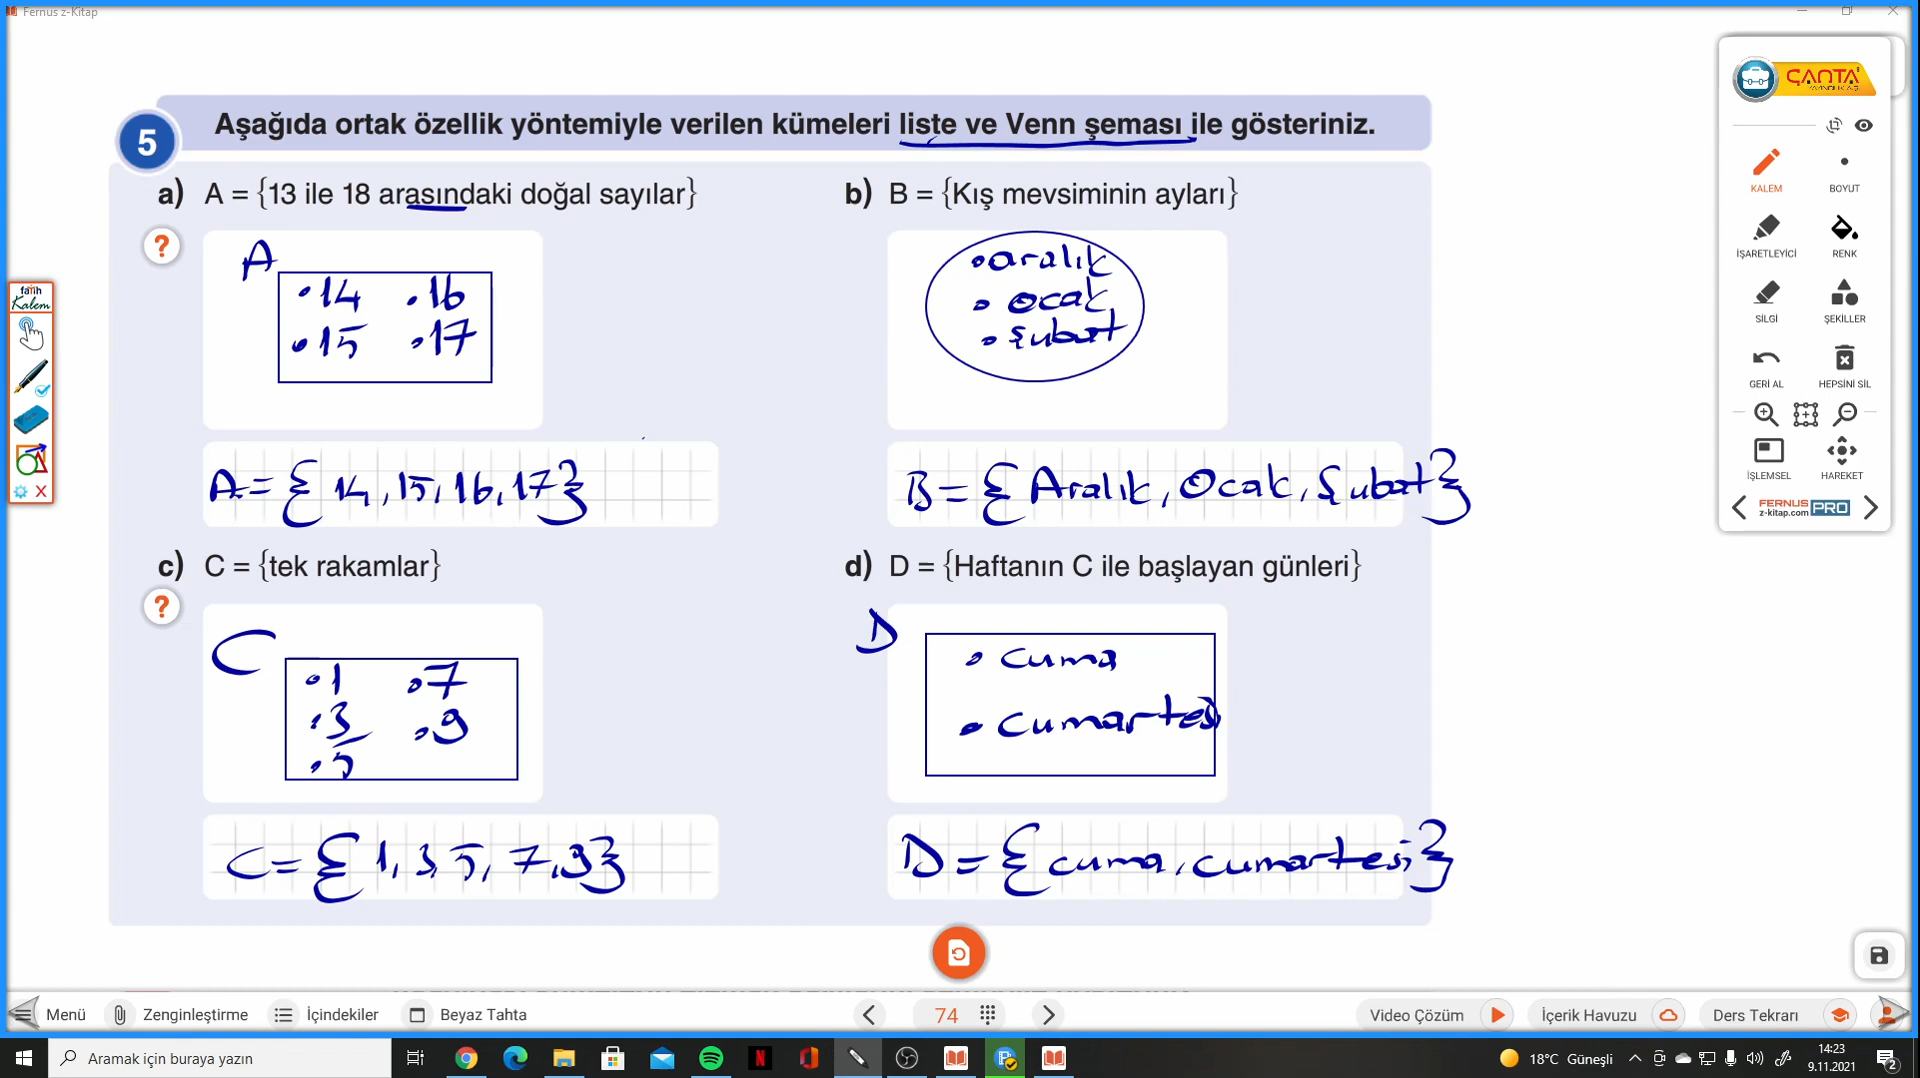 Fernus z-Kitap
5 Aşağıda ortak özellik yöntemiyle verilen kümeleri liste ve Venn şeması ile gösteriniz.
a) A = {13 ile 18 arasındaki doğal sayılar}
?
A
.14 .16
.15 .17
A = { 14, 15, 16, 17}
b) B = {Kış mevsiminin ayları}
.aralık
. Ocak
. şubat
B = { Aralık, Ocak, Şubat}
c) C = {tek rakamlar}
?
C
.1 .7
.3 .9
.5
C = { 1, 3, 5, 7, 9}
d) D = {Haftanın C ile başlayan günleri}
D
. cuma
. cumartesi
D = { cuma, cumartesi }
fatih
Kalem
X
ÇANTA
KALEM BOYUT
İŞARETLEYİCİ RENK
SİLGİ ŞEKİLLER
GERİ AL HEPSİNİ SİL
İŞLEMSEL HAREKET
FERNUS
z-kitap.com PRO
Menü Zenginleştirme İçindekiler Beyaz Tahta 74 Video Çözüm İçerik Havuzu Ders Tekrarı
Aramak için buraya yazın 18°C Güneşli 14:23
9.11.2021 2